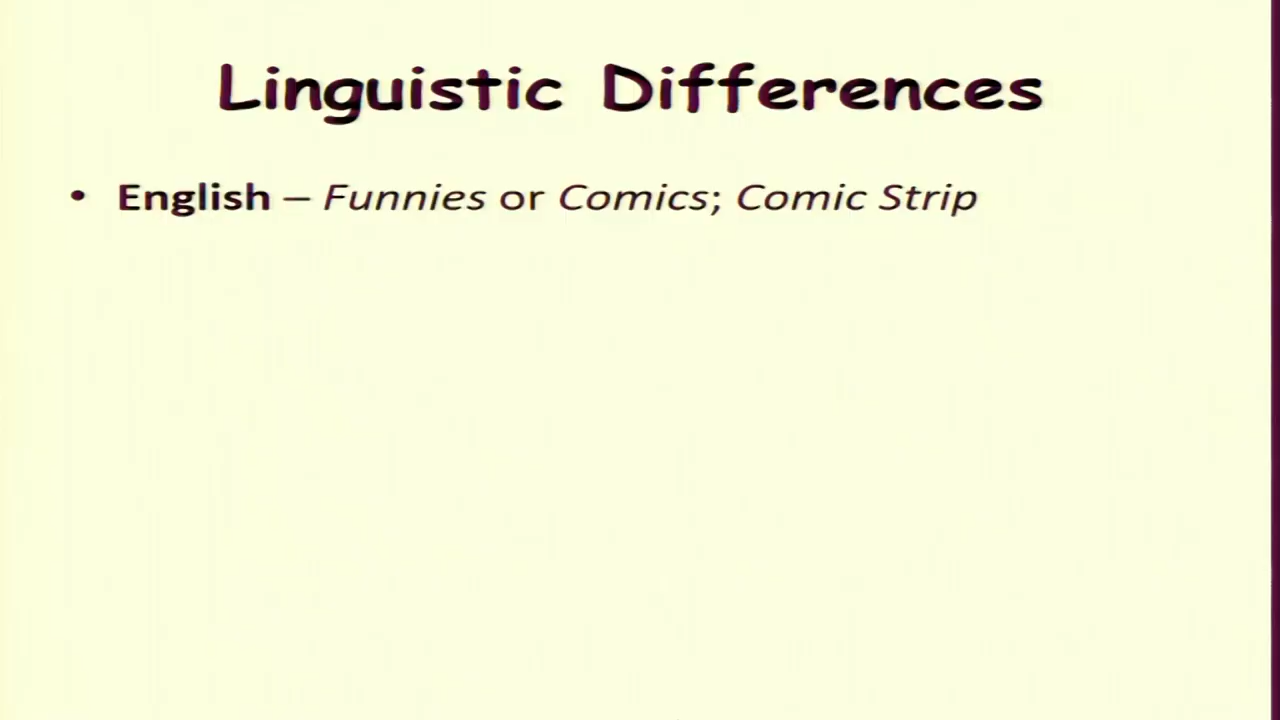 Linguistic Differences
• English – Funnies or Comics; Comic Strip